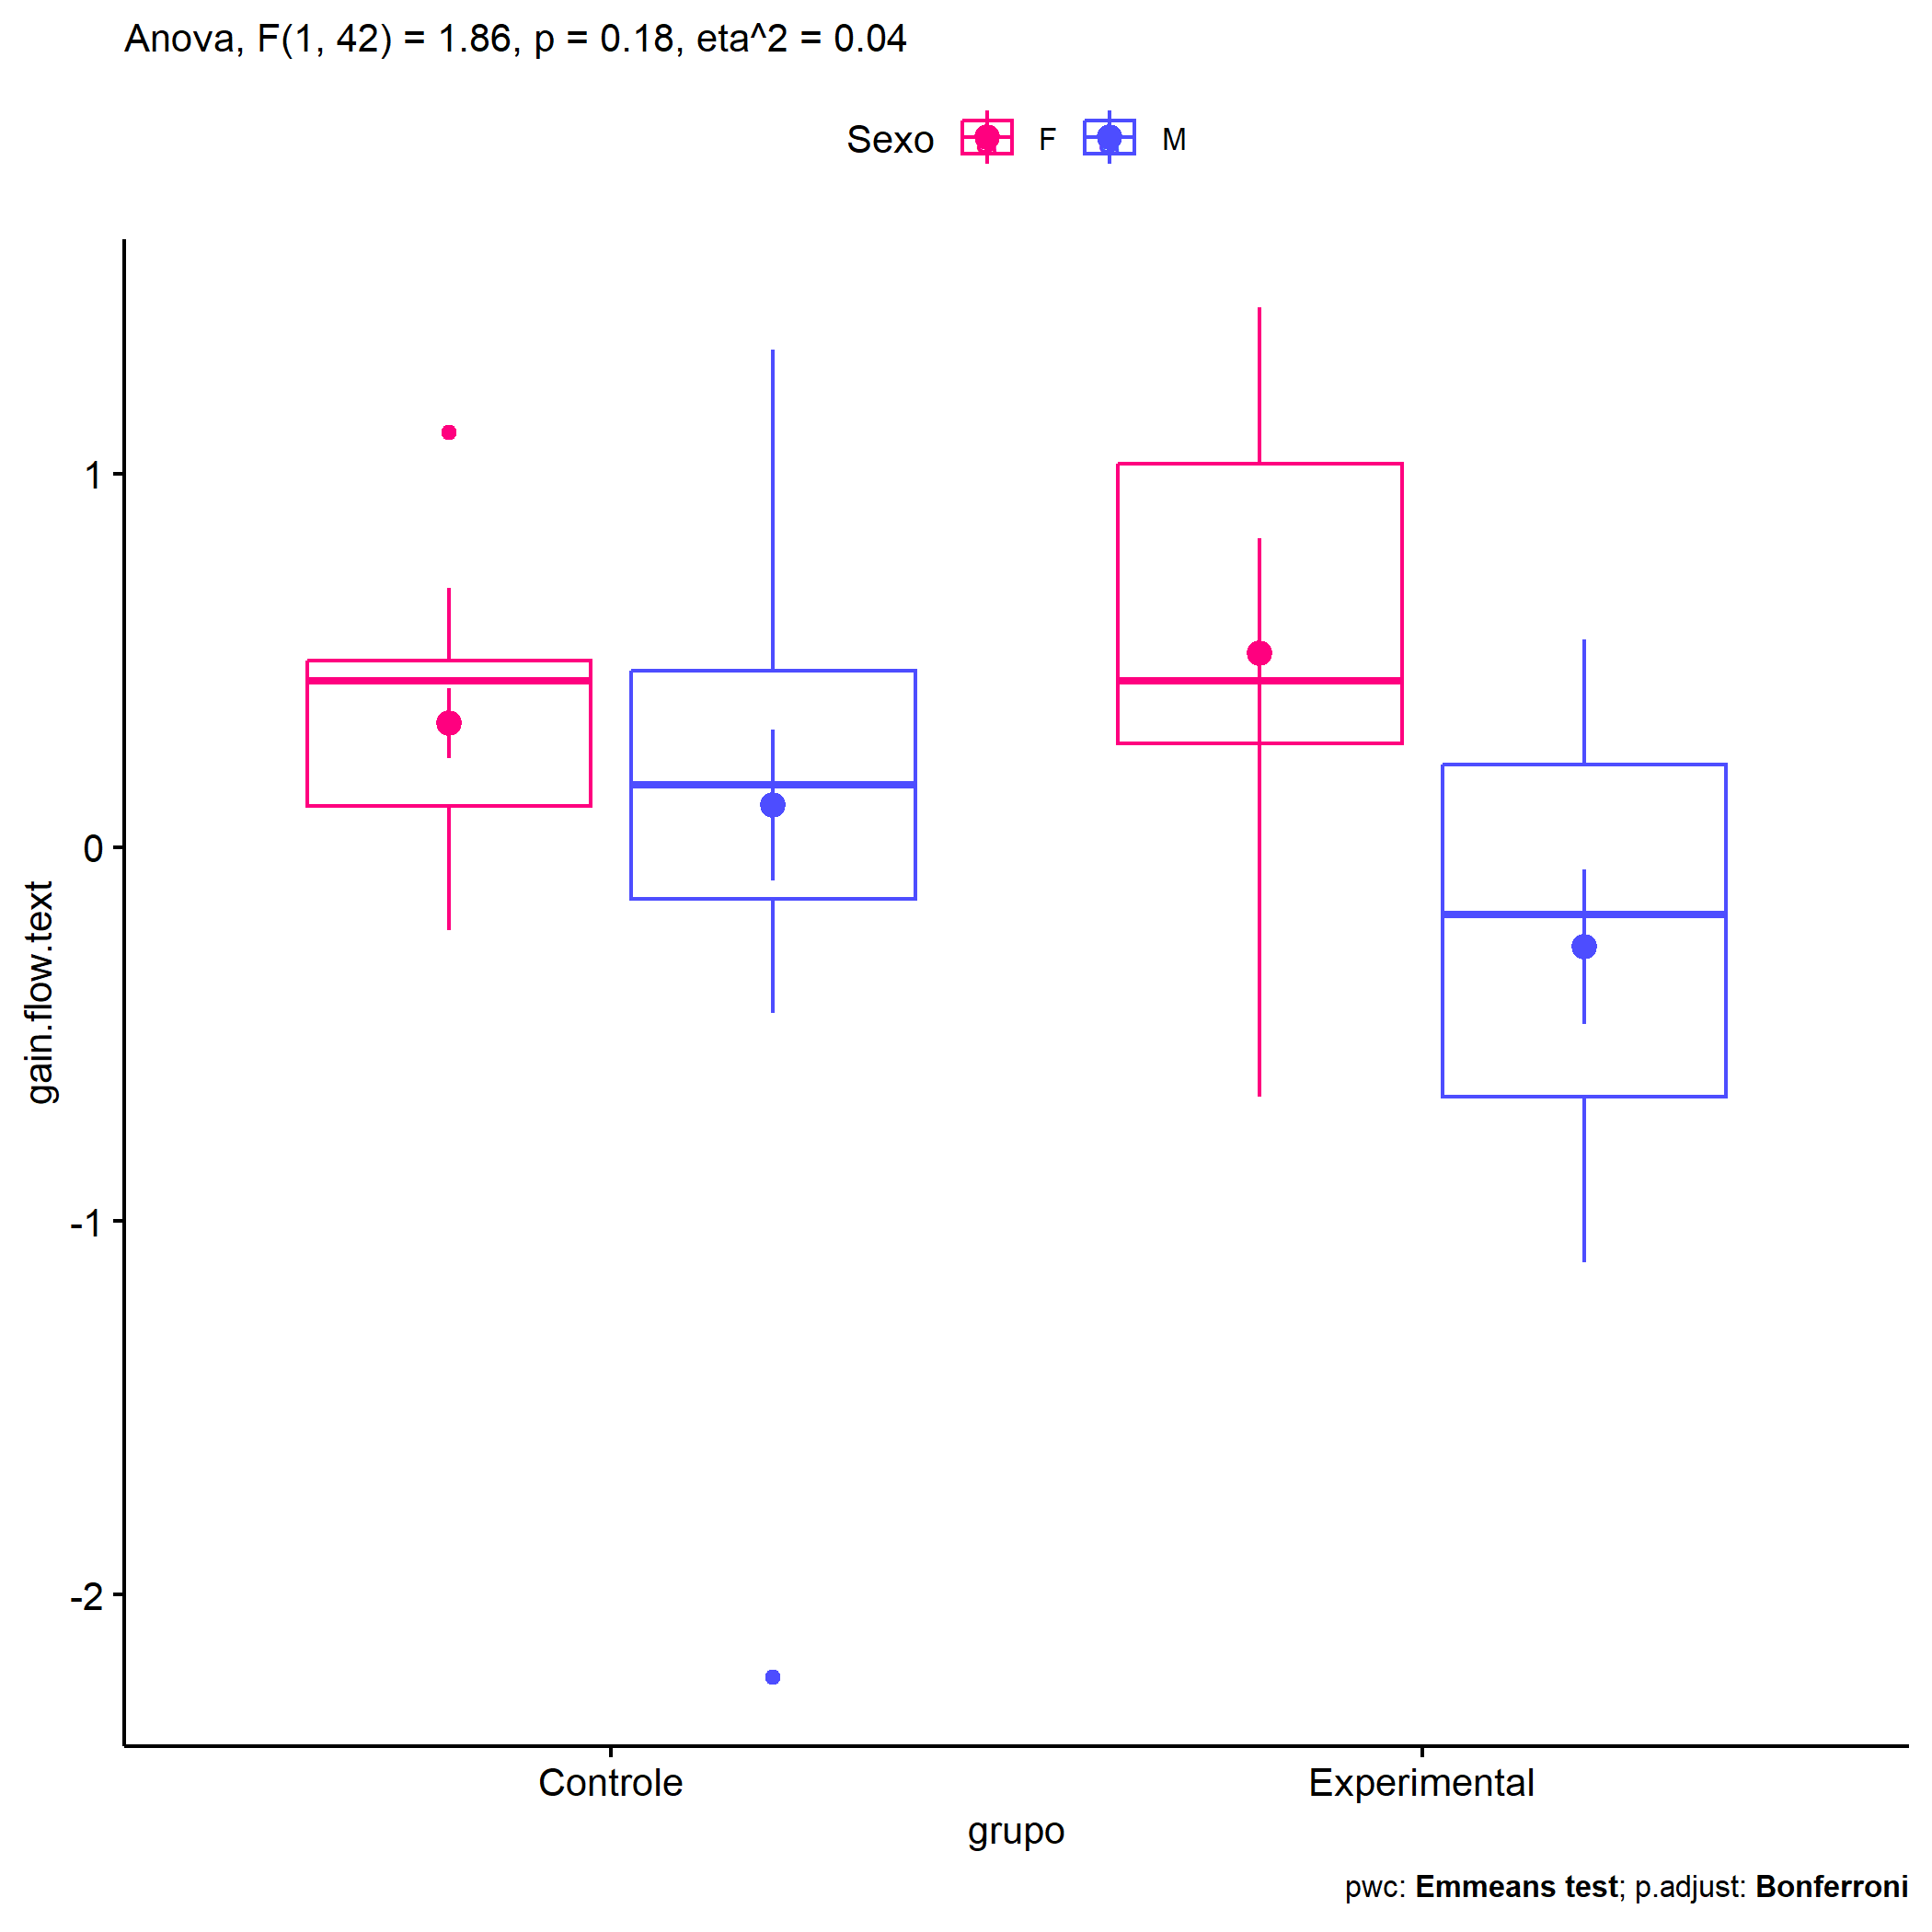 Anova, F(1, 42) = 1.86, p = 0.18, eta^2 = 0.04
Sexo F M
gain.flow.text
1
0
-1
-2
Controle Experimental
grupo
pwc: Emmeans test; p.adjust: Bonferroni